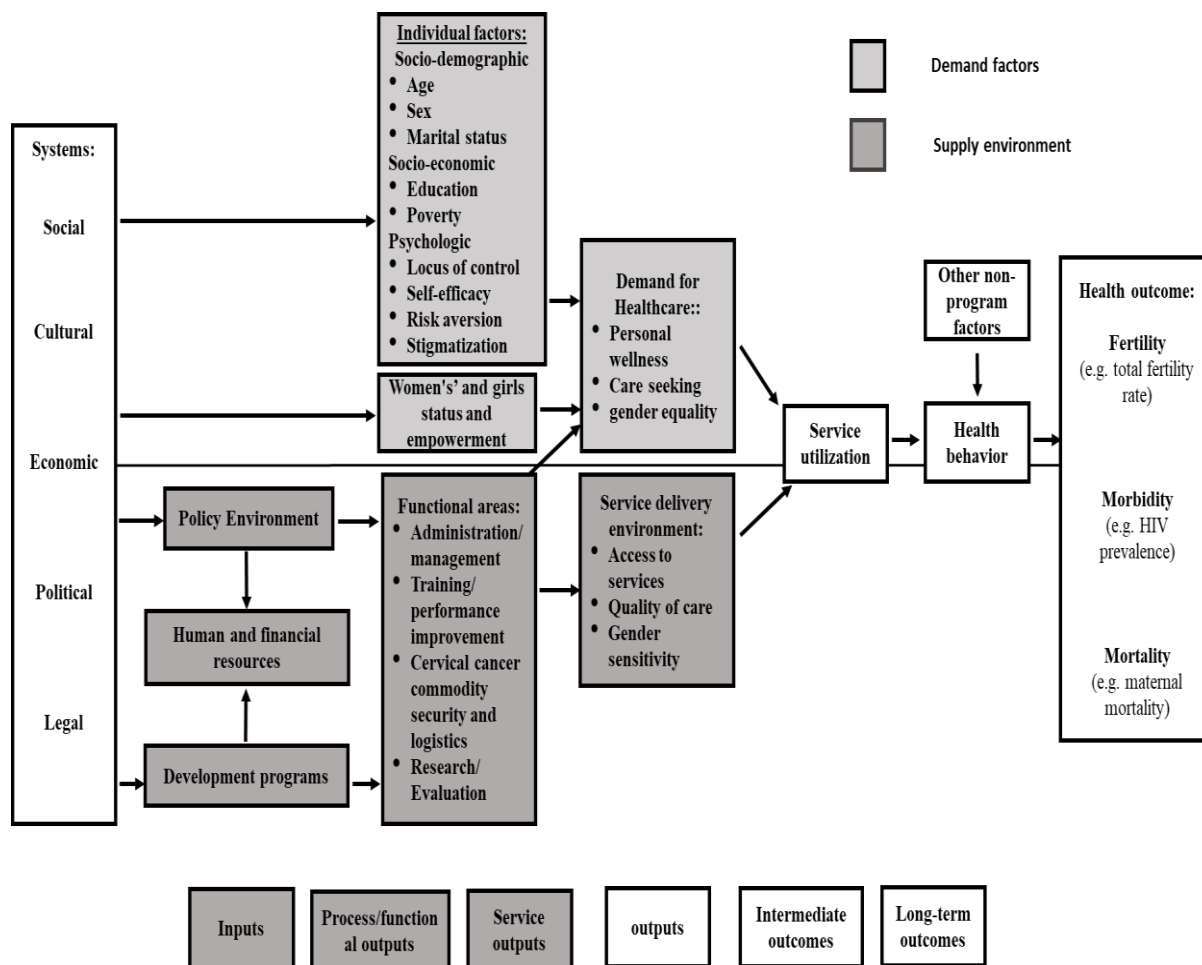 Systems:
Social
Cultural
Economic
Political
Legal
Individual factors:
Socio-demographic
• Age
• Sex
• Marital status
Socio-economic
• Education
• Poverty
Psychologic
• Locus of control
• Self-efficacy
• Risk aversion
• Stigmatization
Women's' and girls
status and
empowerment
Policy Environment
Human and financial
resources
Development programs
Functional areas:
• Administration/
management
• Training/
performance
improvement
• Cervical cancer
commodity
security and
logistics
• Research/
Evaluation
Demand for
Healthcare::
• Personal
wellness
• Care seeking
• gender equality
Service delivery
environment:
• Access to
services
• Quality of care
• Gender
sensitivity
Service
utilization
Other non-
program
factors
Health
behavior
Health outcome:
Fertility
(e.g. total fertility
rate)
Morbidity
(e.g. HIV
prevalence)
Mortality
(e.g. maternal
mortality)
Demand factors
Supply environment
Inputs
Process/function
al outputs
Service
outputs
outputs
Intermediate
outcomes
Long-term
outcomes